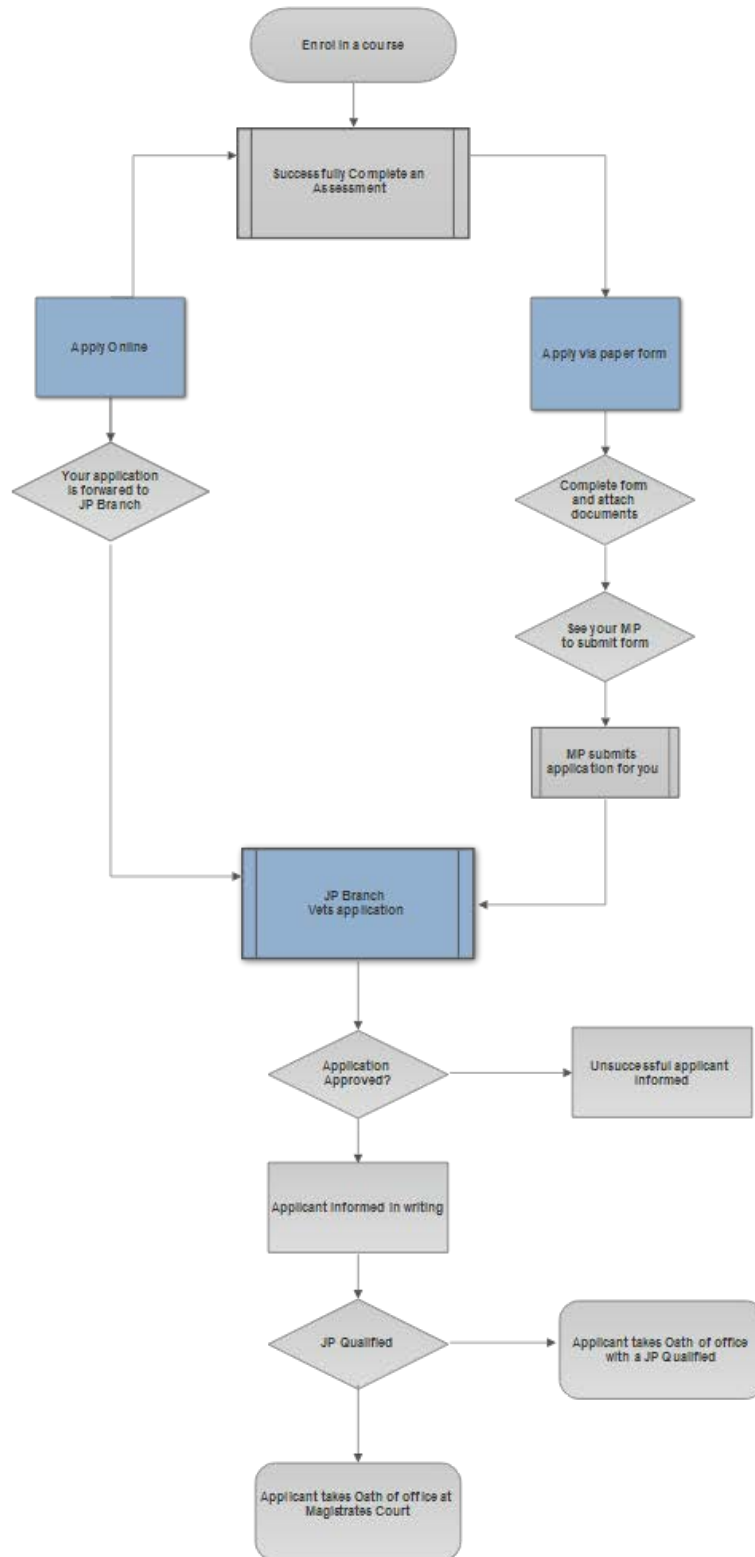 Enrol in a course
Successfully Complete an
Assessment
Apply Online
Apply via paper form
Your application
is forwared to
JP Branch
Complete form
and attach
documents
See your MP
to submit form
MP submits
application for you
JP Branch
Vets application
Application
Approved?
Unsuccessful applicant
informed
Applicant informed in writing
JP Qualified
Applicant takes Oath of office
with a JP Qualified
Applicant takes Oath of office at
Magistrates Court